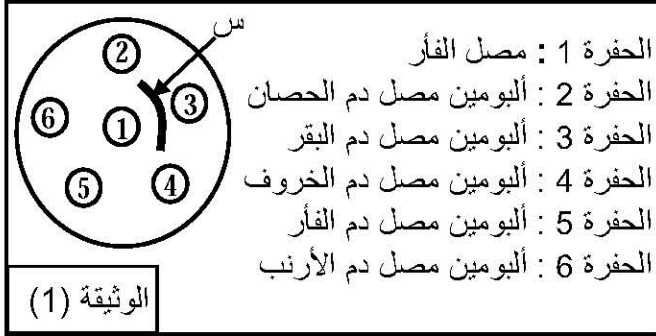 س
2
3
6
1
5
4
الحفرة 1 : مصل الفأر
الحفرة 2 : ألبومين مصل دم الحصان
الحفرة 3 : ألبومين مصل دم البقر
الحفرة 4 : ألبومين مصل دم الخروف
الحفرة 5 : ألبومين مصل دم الفأر
الحفرة 6 : ألبومين مصل دم الأرنب
الوثيقة (1)